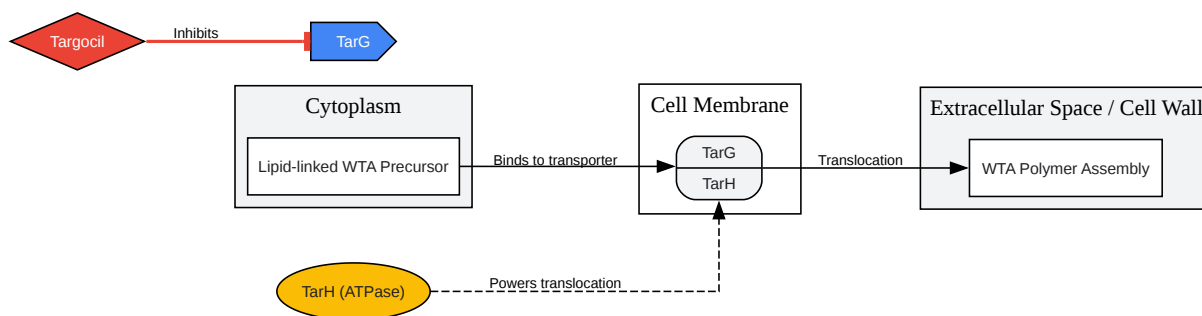 Targocil
Inhibits
TarG
Cytoplasm
Lipid-linked WTA Precursor
Binds to transporter
Cell Membrane
TarG
TarH
Translocation
Extracellular Space / Cell Wall
WTA Polymer Assembly
TarH (ATPase)
Powers translocation